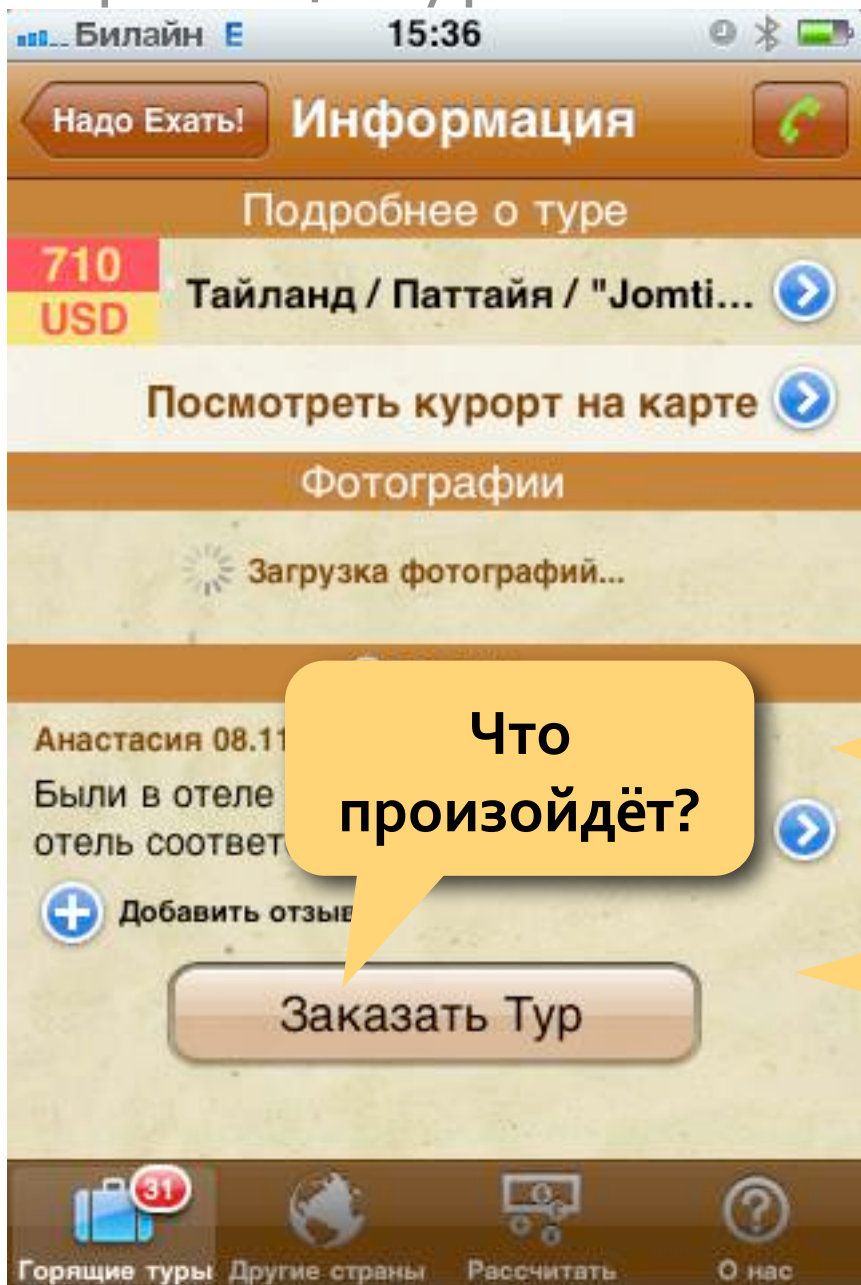 Билайн E 15:36
Надо Ехать! Информация
Подробнее о туре
710
USD
Тайланд / Паттайя / "Jomti...
Посмотреть курорт на карте
Фотографии
Загрузка фотографий...
Анастасия 08.11
Были в отеле
отель соответ
Что
произойдёт?
Добавить отзыв
Заказать Тур
31
Горящие туры Другие страны Рассчитать О нас